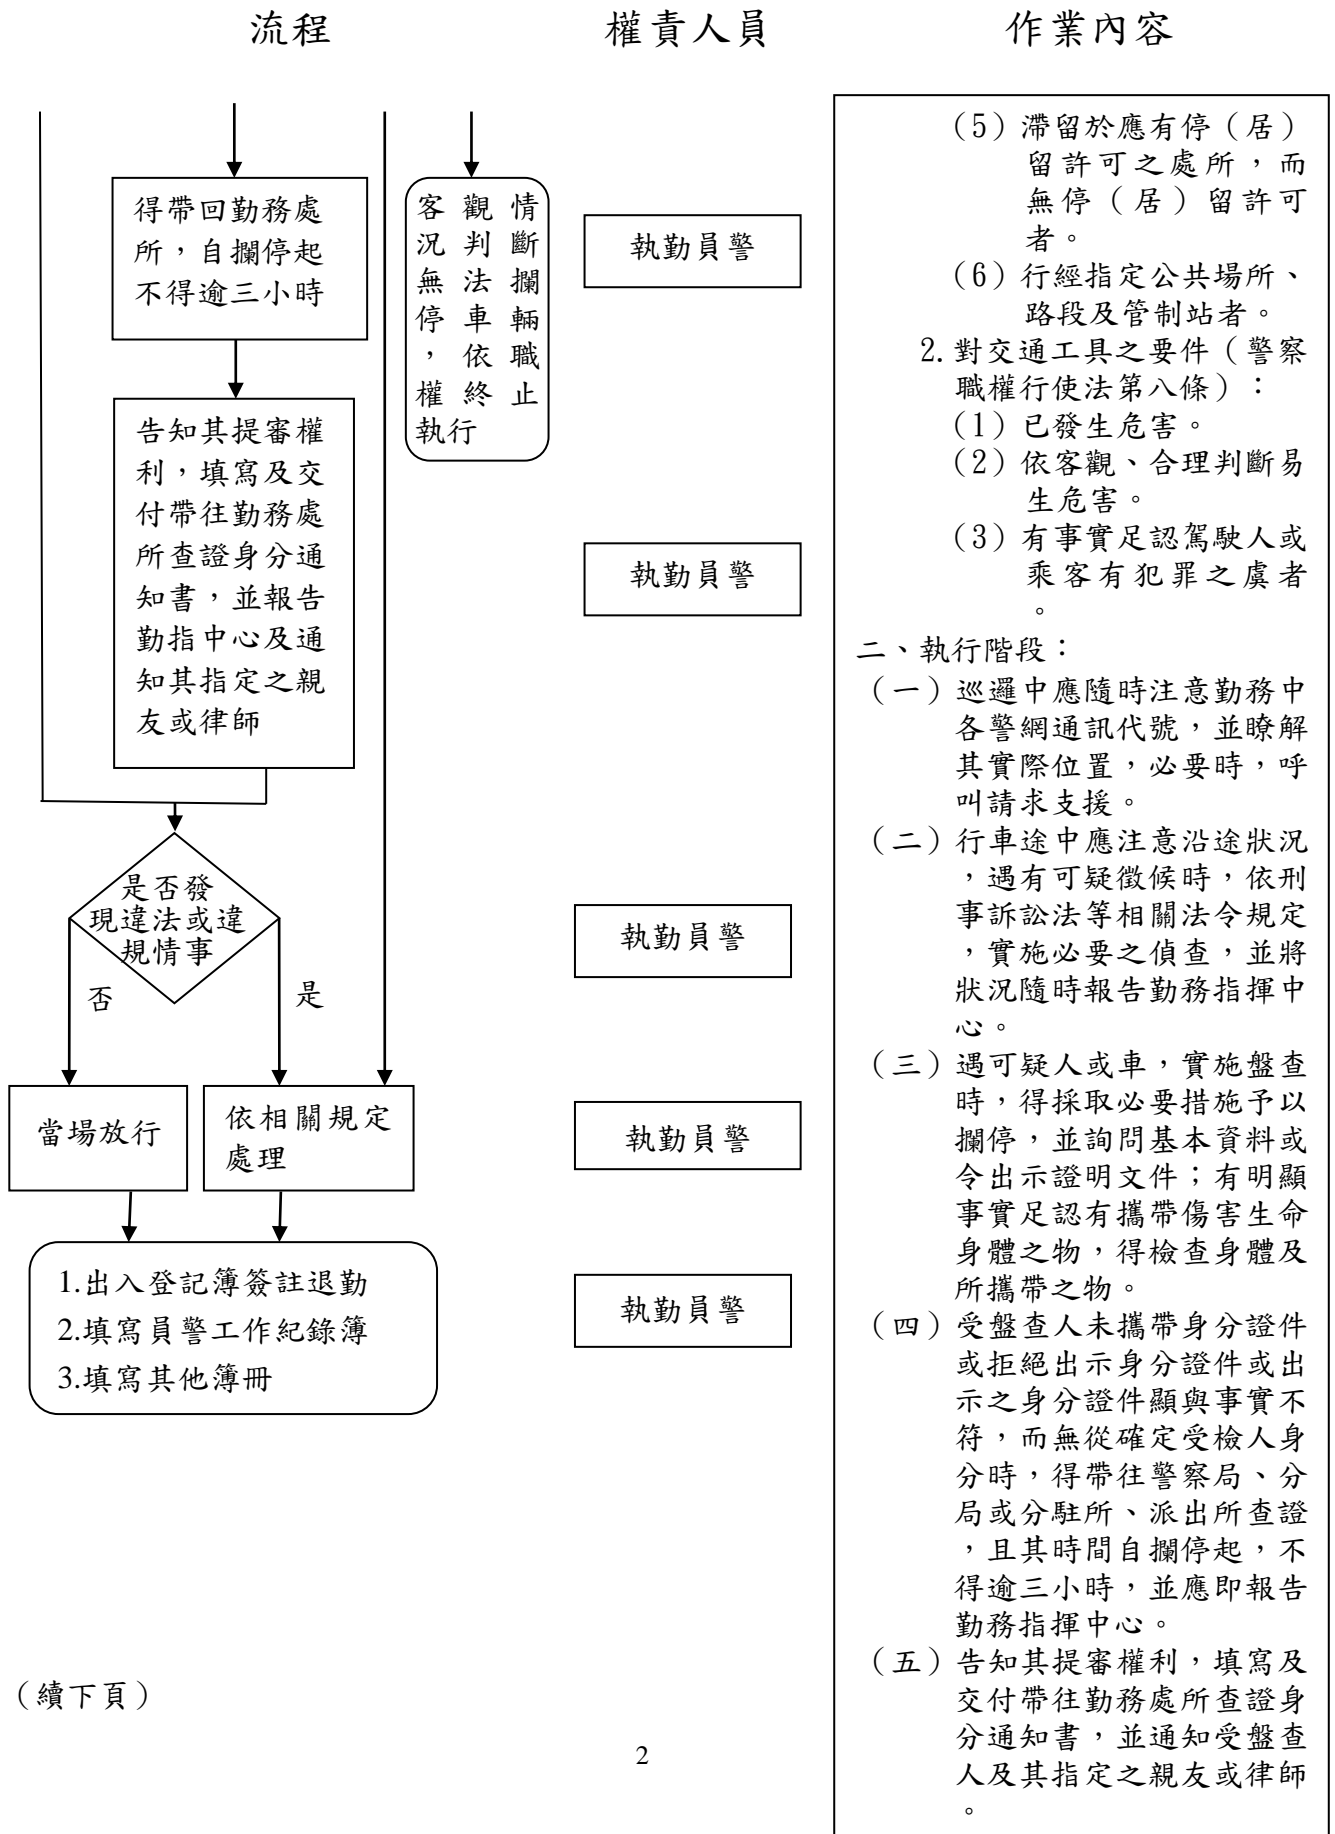 流程
權責人員
作業內容
得帶回勤務處
所，自攔停起
不得逾三小時
告知其提審權
利，填寫及交
付帶往勤務處
所查證身分通
知書，並報告
勤指中心及通
知其指定之親
友或律師
客觀情
況判斷
無法攔
停車輛
，依職
權終止
執行
是否發
現違法或違
規情事
否
是
當場放行
依相關規定
處理
1.出入登記簿簽註退勤
2.填寫員警工作紀錄簿
3.填寫其他簿冊
執勤員警
執勤員警
執勤員警
執勤員警
執勤員警
（5）滯留於應有停（居）
留許可之處所，而
無停（居）留許可
者。
（6）行經指定公共場所、
路段及管制站者。
2.對交通工具之要件（警察
職權行使法第八條）：
（1）已發生危害。
（2）依客觀、合理判斷易
生危害。
（3）有事實足認駕駛人或
乘客有犯罪之虞者
。
二、執行階段：
（一）巡邏中應隨時注意勤務中
各警網通訊代號，並瞭解
其實際位置，必要時，呼
叫請求支援。
（二）行車途中應注意沿途狀況
，遇有可疑徵候時，依刑
事訴訟法等相關法令規定
，實施必要之偵查，並將
狀況隨時報告勤務指揮中
心。
（三）遇可疑人或車，實施盤查
時，得採取必要措施予以
攔停，並詢問基本資料或
令出示證明文件；有明顯
事實足認有攜帶傷害生命
身體之物，得檢查身體及
所攜帶之物。
（四）受盤查人未攜帶身分證件
或拒絕出示身分證件或出
示之身分證件顯與事實不
符，而無從確定受檢人身
分時，得帶往警察局、分
局或分駐所、派出所查證
，且其時間自攔停起，不
得逾三小時，並應即報告
勤務指揮中心。
（五）告知其提審權利，填寫及
交付帶往勤務處所查證身
分通知書，並通知受盤查
人及其指定之親友或律師
。
（續下頁）
2